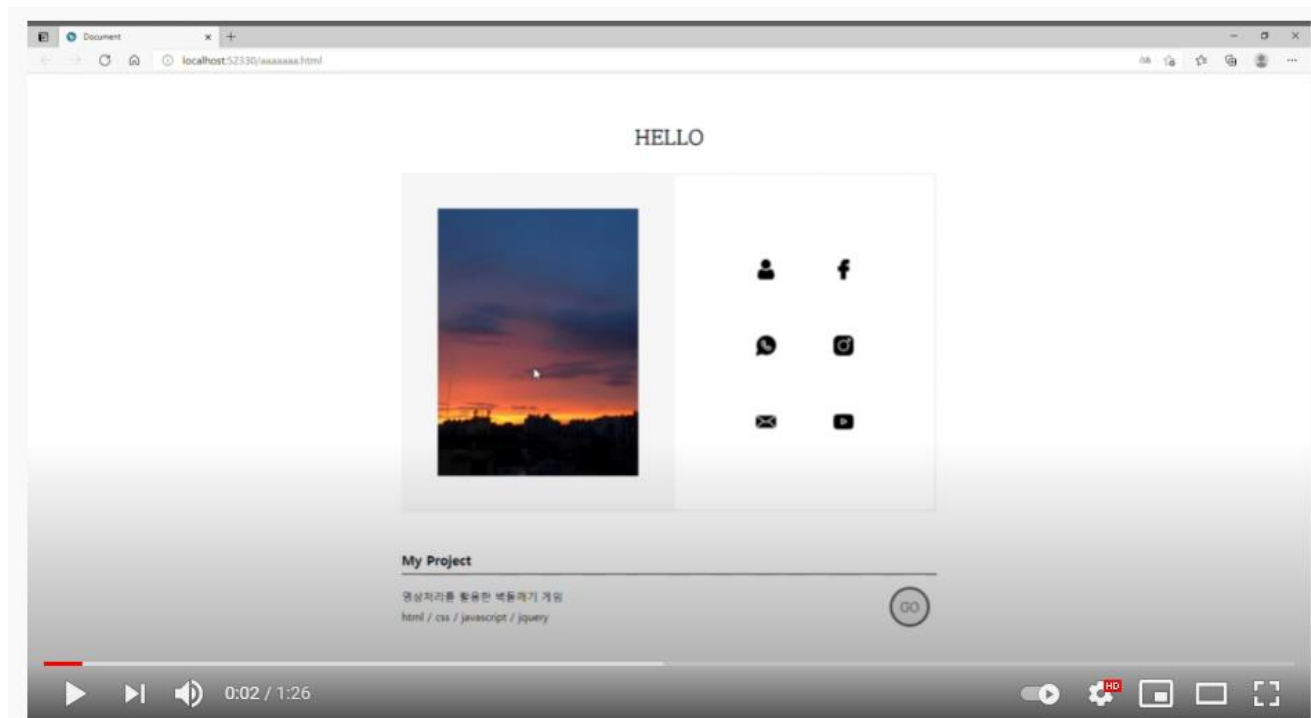 Document
localhost:52330/aaaaaaa.html
HELLO
My Project
영상처리를 활용한 벽돌깨기 게임
html / css / javascript / jquery
GO
0:02 / 1:26
HD